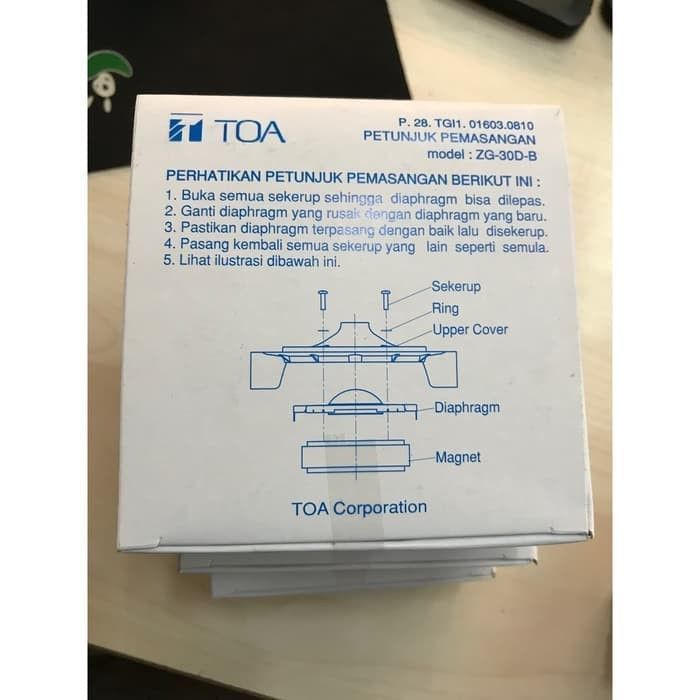 TOA
P. 28. TGI1. 01603.0810
PETUNJUK PEMASANGAN
model : ZG-30D-B
PERHATIKAN PETUNJUK PEMASANGAN BERIKUT INI :
1. Buka semua sekerup sehingga diaphragm bisa dilepas.
2. Ganti diaphragm yang rusak dengan diaphragm yang baru.
3. Pastikan diaphragm terpasang dengan baik lalu disekerup.
4. Pasang kembali semua sekerup yang lain seperti semula.
5. Lihat ilustrasi dibawah ini.
Sekerup
Ring
Upper Cover
Diaphragm
Magnet
TOA Corporation